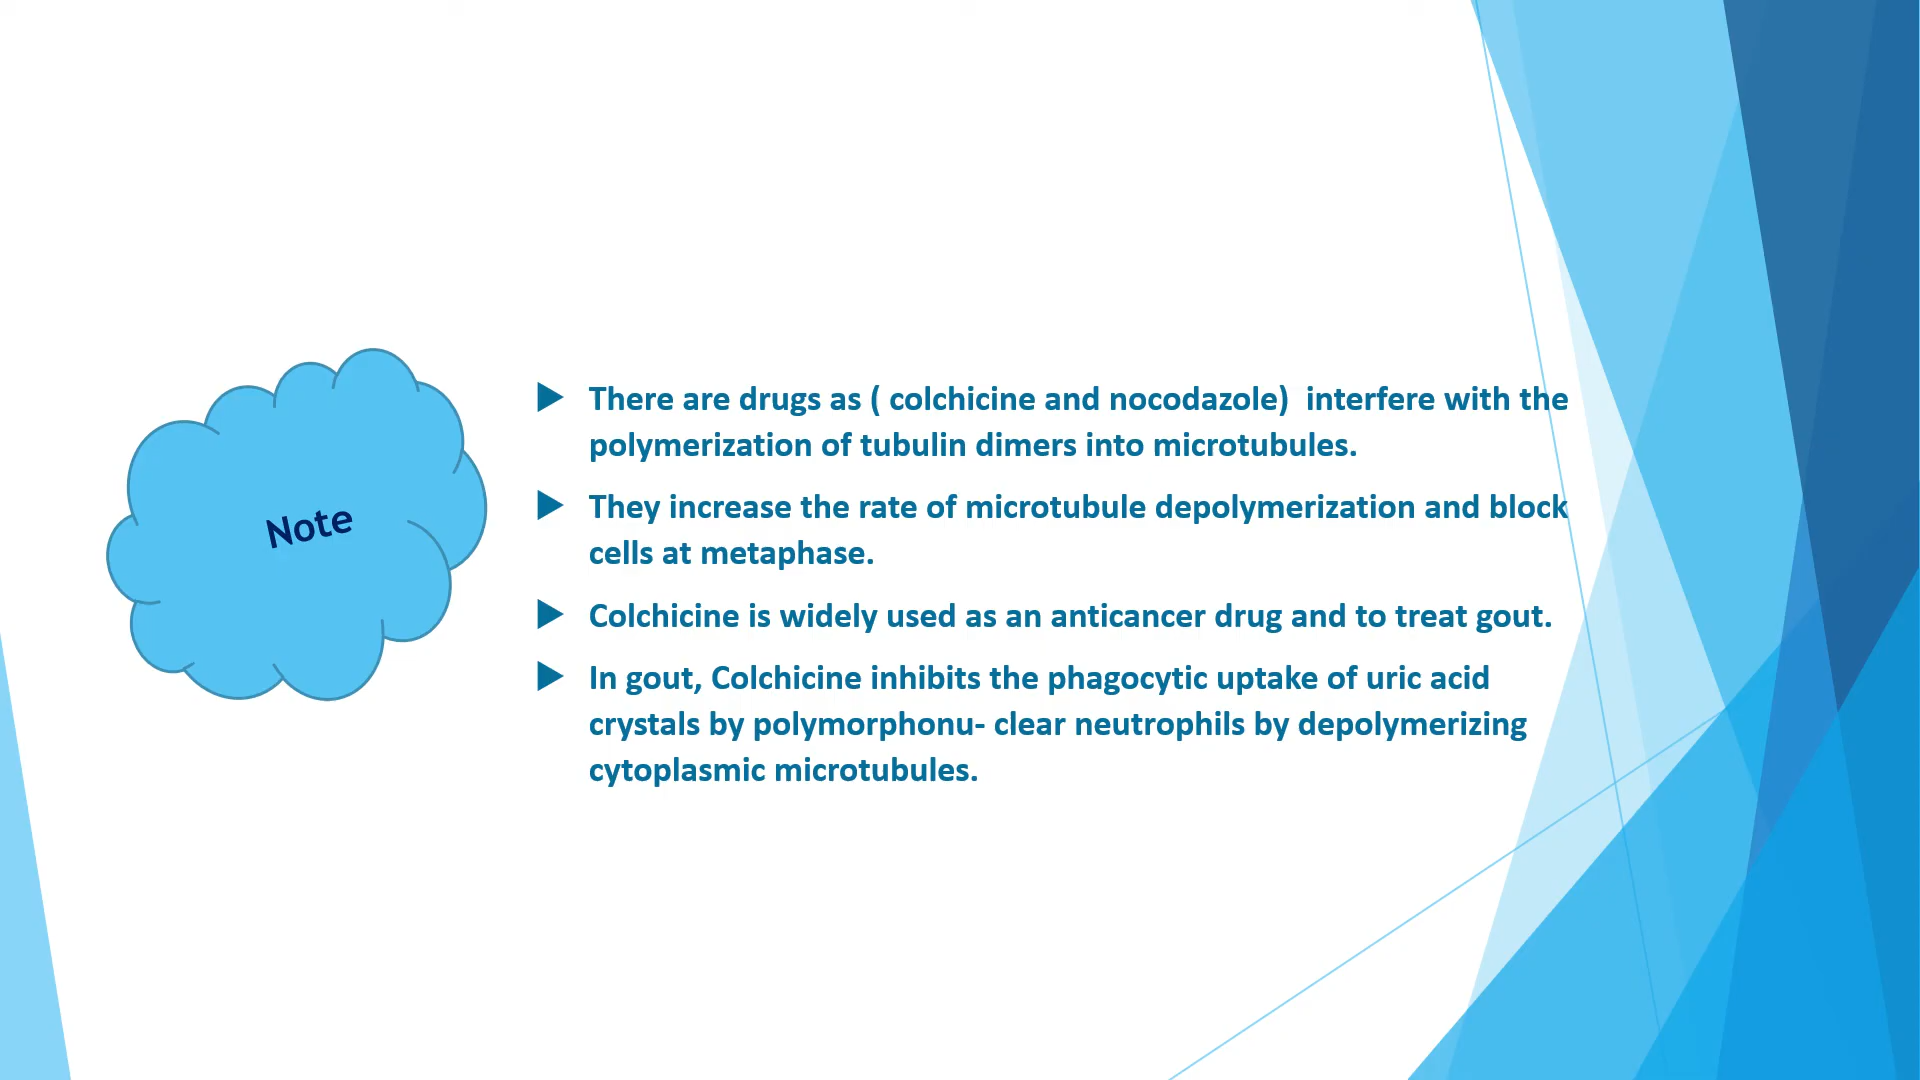 Note
There are drugs as ( colchicine and nocodazole)  interfere with the
polymerization of tubulin dimers into microtubules.
They increase the rate of microtubule depolymerization and block
cells at metaphase.
Colchicine is widely used as an anticancer drug and to treat gout.
In gout, Colchicine inhibits the phagocytic uptake of uric acid
crystals by polymorphonu- clear neutrophils by depolymerizing
cytoplasmic microtubules.